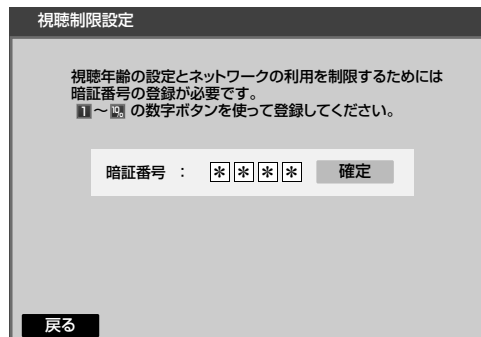 視聴制限設定
視聴年齢の設定とネットワークの利用を制限するためには
暗証番号の登録が必要です。
1～10 の数字ボタンを使って登録してください。
暗証番号 : ＊＊＊＊ 確定
戻る